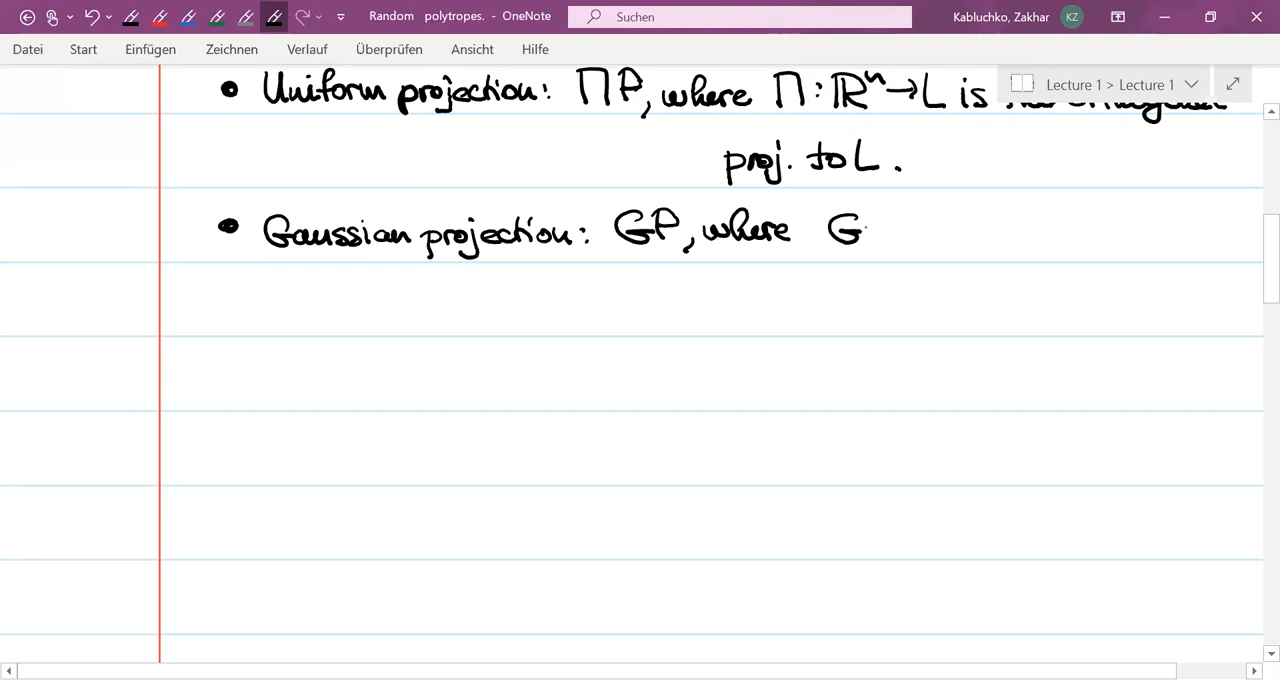 Random polytropes. - OneNote
Suchen
Kabluchko, Zakhar
KZ
Datei Start Einfügen Zeichnen Verlauf Überprüfen Ansicht Hilfe
Lecture 1 > Lecture 1
• Uniform projection: ΠP, where Π: ℝⁿ → L is
proj. to L.
• Gaussian projection: GP, where G